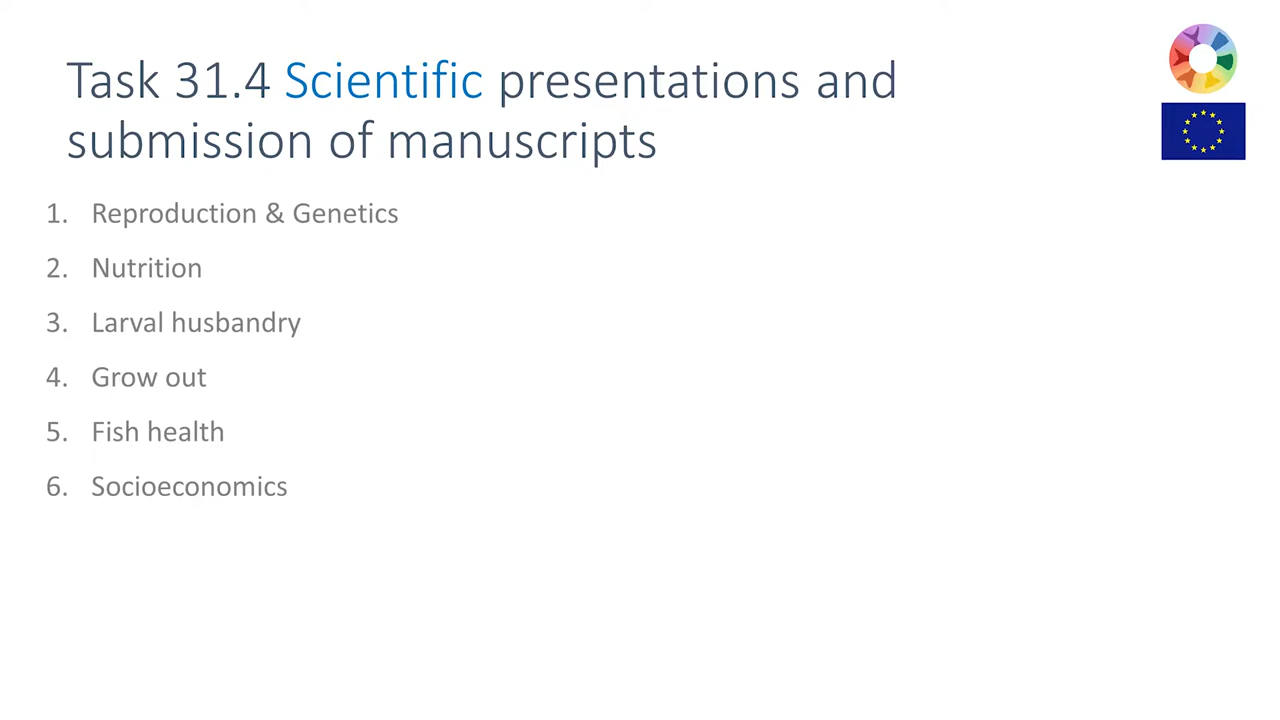 Task 31.4 Scientific presentations and
submission of manuscripts
1. Reproduction & Genetics
2. Nutrition
3. Larval husbandry
4. Grow out
5. Fish health
6. Socioeconomics